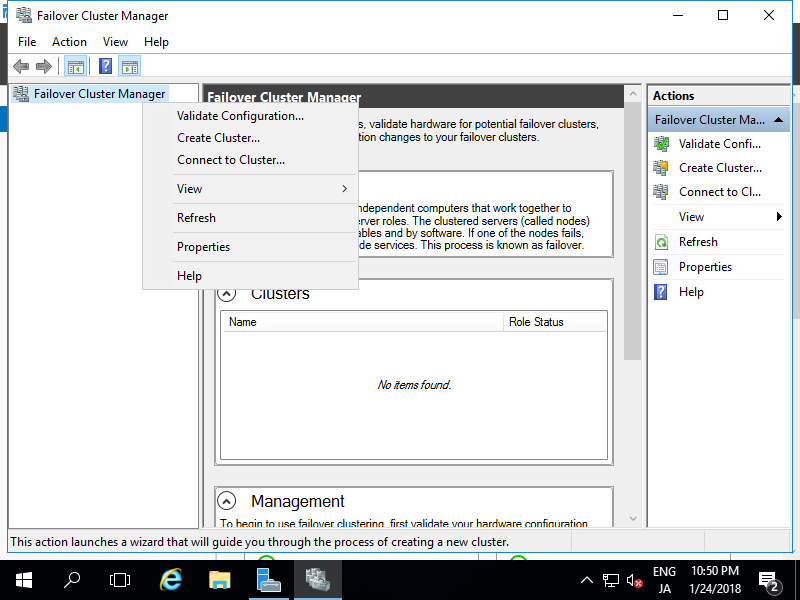 Failover Cluster Manager
File Action View Help
Failover Cluster Manager
Failover Cluster Manager
Validate Configuration...
Create Cluster...
Connect to Cluster...
View
Refresh
Properties
Help
s, validate hardware for potential failover clusters,
tion changes to your failover clusters.
ndependent computers that work together to
erver roles. The clustered servers (called nodes)
ables and by software. If one of the nodes fails,
de services. This process is known as failover.
Clusters
Name Role Status
No items found.
Management
To begin to use failover clustering, first validate your hardware configuration,
Actions
Failover Cluster Ma...
Validate Confi...
Create Cluster...
Connect to Cl...
View
Refresh
Properties
Help
This action launches a wizard that will guide you through the process of creating a new cluster.
ENG
JA
10:50 PM
1/24/2018
2